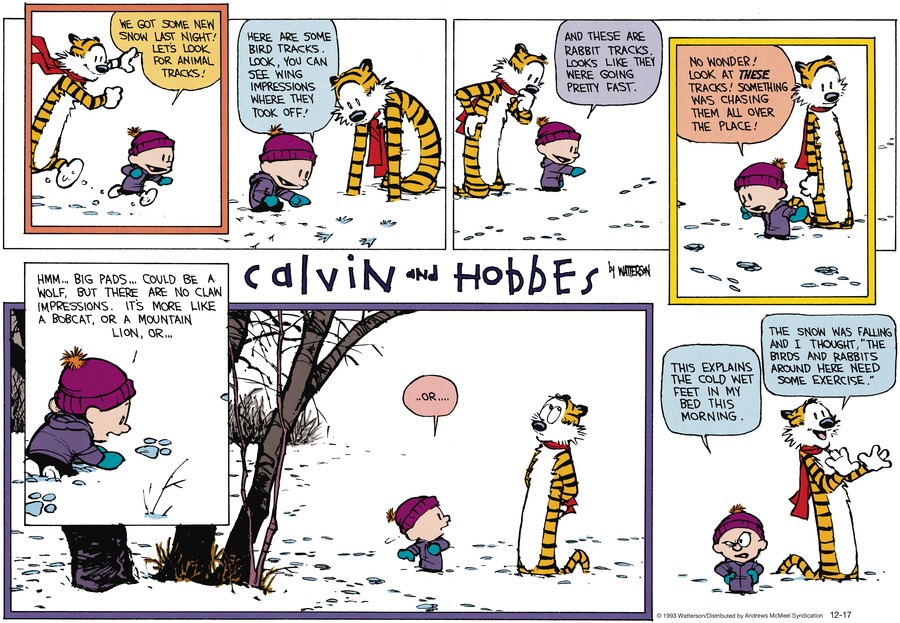 WE GOT SOME NEW
SNOW LAST NIGHT!
LET'S LOOK
FOR ANIMAL
TRACKS!
HERE ARE SOME
BIRD TRACKS.
LOOK, YOU CAN
SEE WING
IMPRESSIONS
WHERE THEY
TOOK OFF!
AND THESE ARE
RABBIT TRACKS.
LOOKS LIKE THEY
WERE GOING
PRETTY FAST.
NO WONDER!
LOOK AT THESE
TRACKS! SOMETHING
WAS CHASING
THEM ALL OVER
THE PLACE!
CALVIN AND HOBBES
by WATTERSON
HMM... BIG PADS... COULD BE A
WOLF, BUT THERE ARE NO CLAW
IMPRESSIONS. IT'S MORE LIKE
A BOBCAT, OR A MOUNTAIN
LION, OR...
..OR....
THIS EXPLAINS
THE COLD WET
FEET IN MY
BED THIS
MORNING.
THE SNOW WAS FALLING
AND I THOUGHT, "THE
BIRDS AND RABBITS
AROUND HERE NEED
SOME EXERCISE."
© 1993 Watterson/Distributed by Andrews McMeel Syndication 12-17